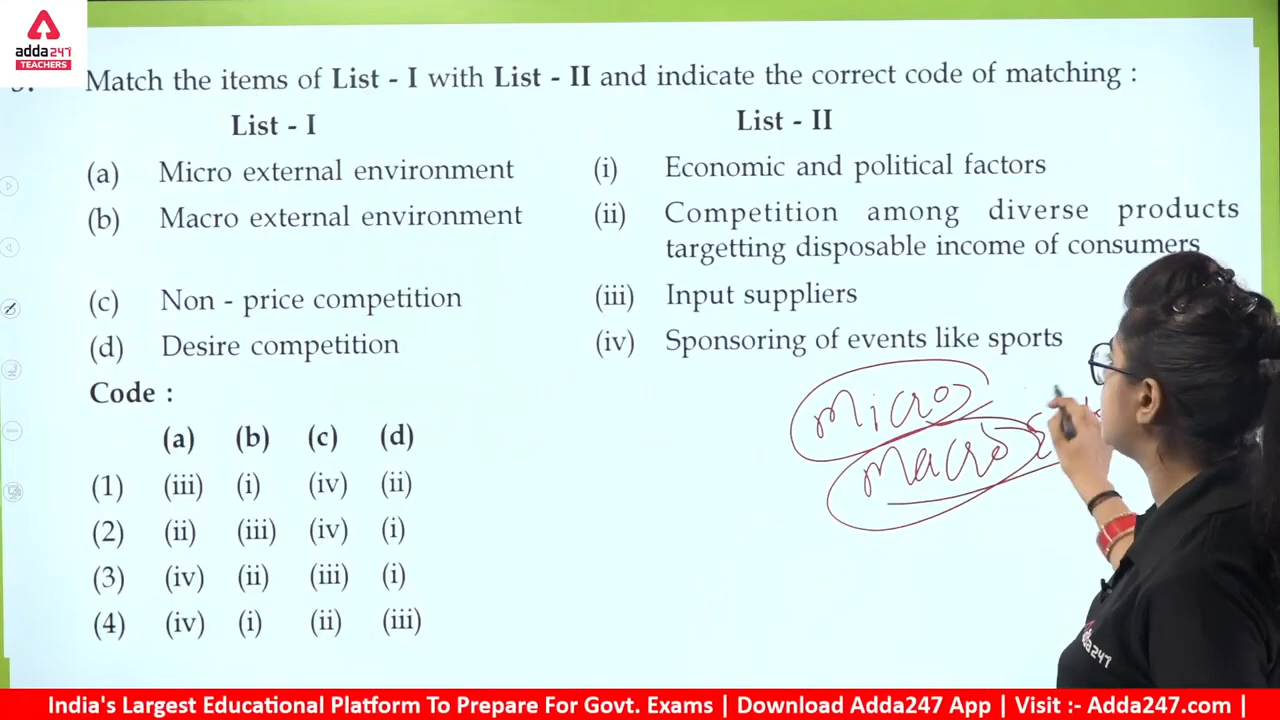 adda247
TEACHERS
Match the items of List - I with List - II and indicate the correct code of matching :
List - I List - II
(a) Micro external environment (i) Economic and political factors
(b) Macro external environment (ii) Competition among diverse products
targetting disposable income of consumers
(c) Non - price competition (iii) Input suppliers
(d) Desire competition (iv) Sponsoring of events like sports
Code :
(a) (b) (c) (d)
(1) (iii) (i) (iv) (ii)
(2) (ii) (iii) (iv) (i)
(3) (iv) (ii) (iii) (i)
(4) (iv) (i) (ii) (iii)
Micro
Macro
adda247
India's Largest Educational Platform To Prepare For Govt. Exams | Download Adda247 App | Visit :- Adda247.com |